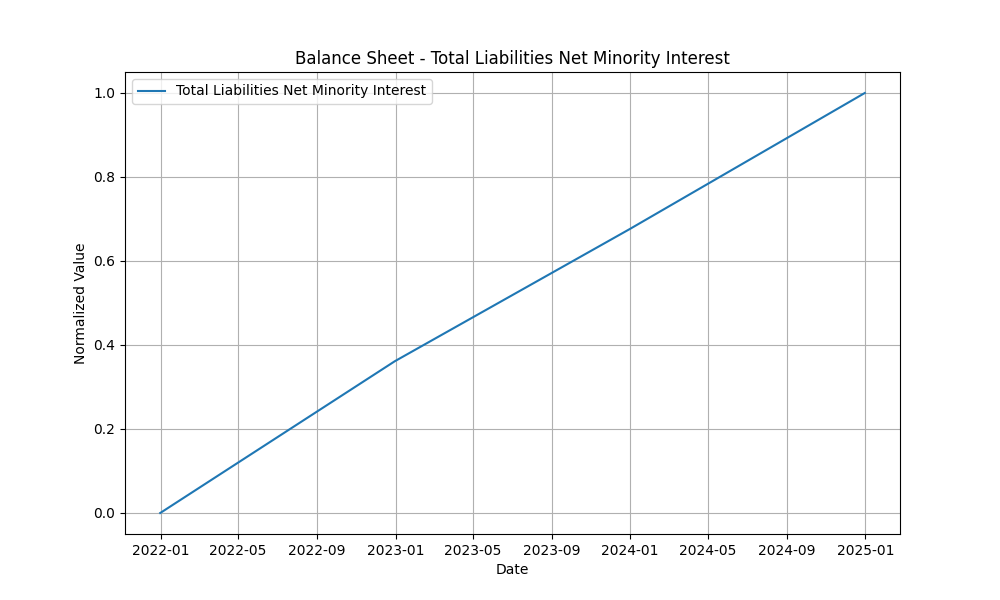 Balance Sheet - Total Liabilities Net Minority Interest
Total Liabilities Net Minority Interest
Normalized Value
1.0
0.8
0.6
0.4
0.2
0.0
2022-01 2022-05 2022-09 2023-01 2023-05 2023-09 2024-01 2024-05 2024-09 2025-01
Date